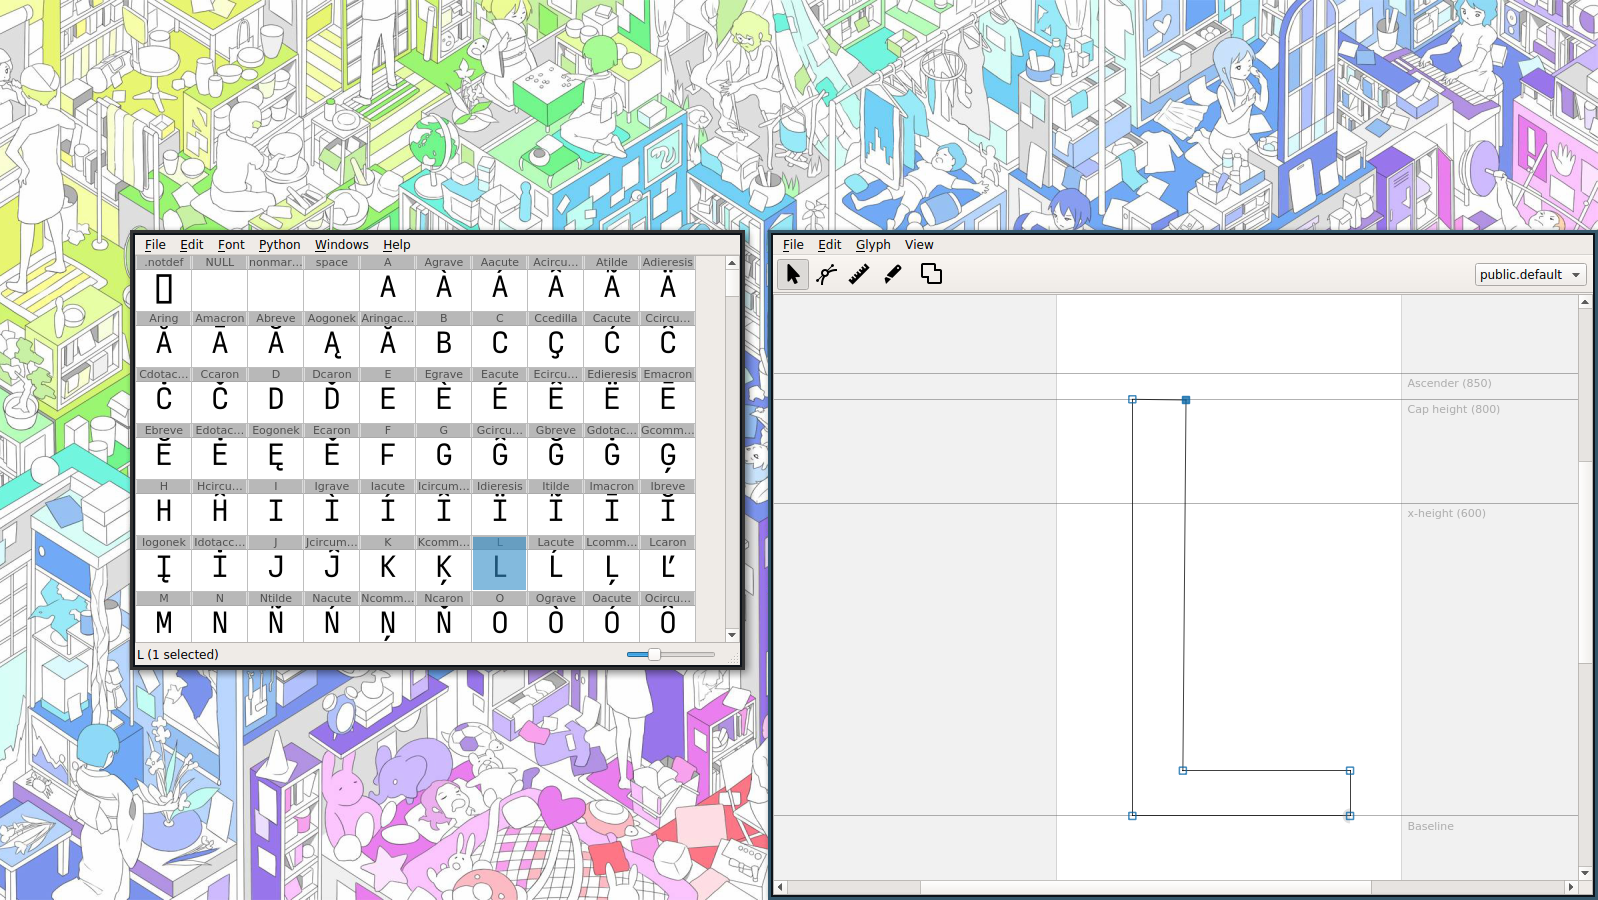 File Edit Font Python Windows Help
.notdef NULL nonmar... space A Agrave Aacute Acircu... Atilde Adieresis
A À Á Â Ã Ä
Aring Amacron Abreve Aogonek Aringac... B C Ccedilla Cacute Ccircu...
Å Ā Ă Ą Ǻ B C Ç Ć Ĉ
Cdotac... Ccaron D Dcaron E Egrave Eacute Ecircu... Edieresis Emacron
Ċ Č D Ď E È É Ê Ë Ē
Ebreve Edotac... Eogonek Ecaron F G Gcircu... Gbreve Gdotac... Gcomm...
Ĕ Ė Ę Ě F G Ĝ Ğ Ġ Ģ
H Hcircu... I Igrave Iacute Icircum... Idieresis Itilde Imacron Ibreve
H Ĥ I Ì Í Î Ï Ĩ Ī Ĭ
Iogonek Idotacc... J Jcircum... K Kcomm... L Lacute Lcomm... Lcaron
Į İ J Ĵ K Ķ L Ĺ Ļ Ľ
M N Ntilde Nacute Ncomm... Ncaron O Ograve Oacute Ocircu...
M N Ñ Ń Ņ Ň O Ò Ó Ô
L (1 selected)
File Edit Glyph View
public.default
Ascender (850)
Cap height (800)
x-height (600)
Baseline